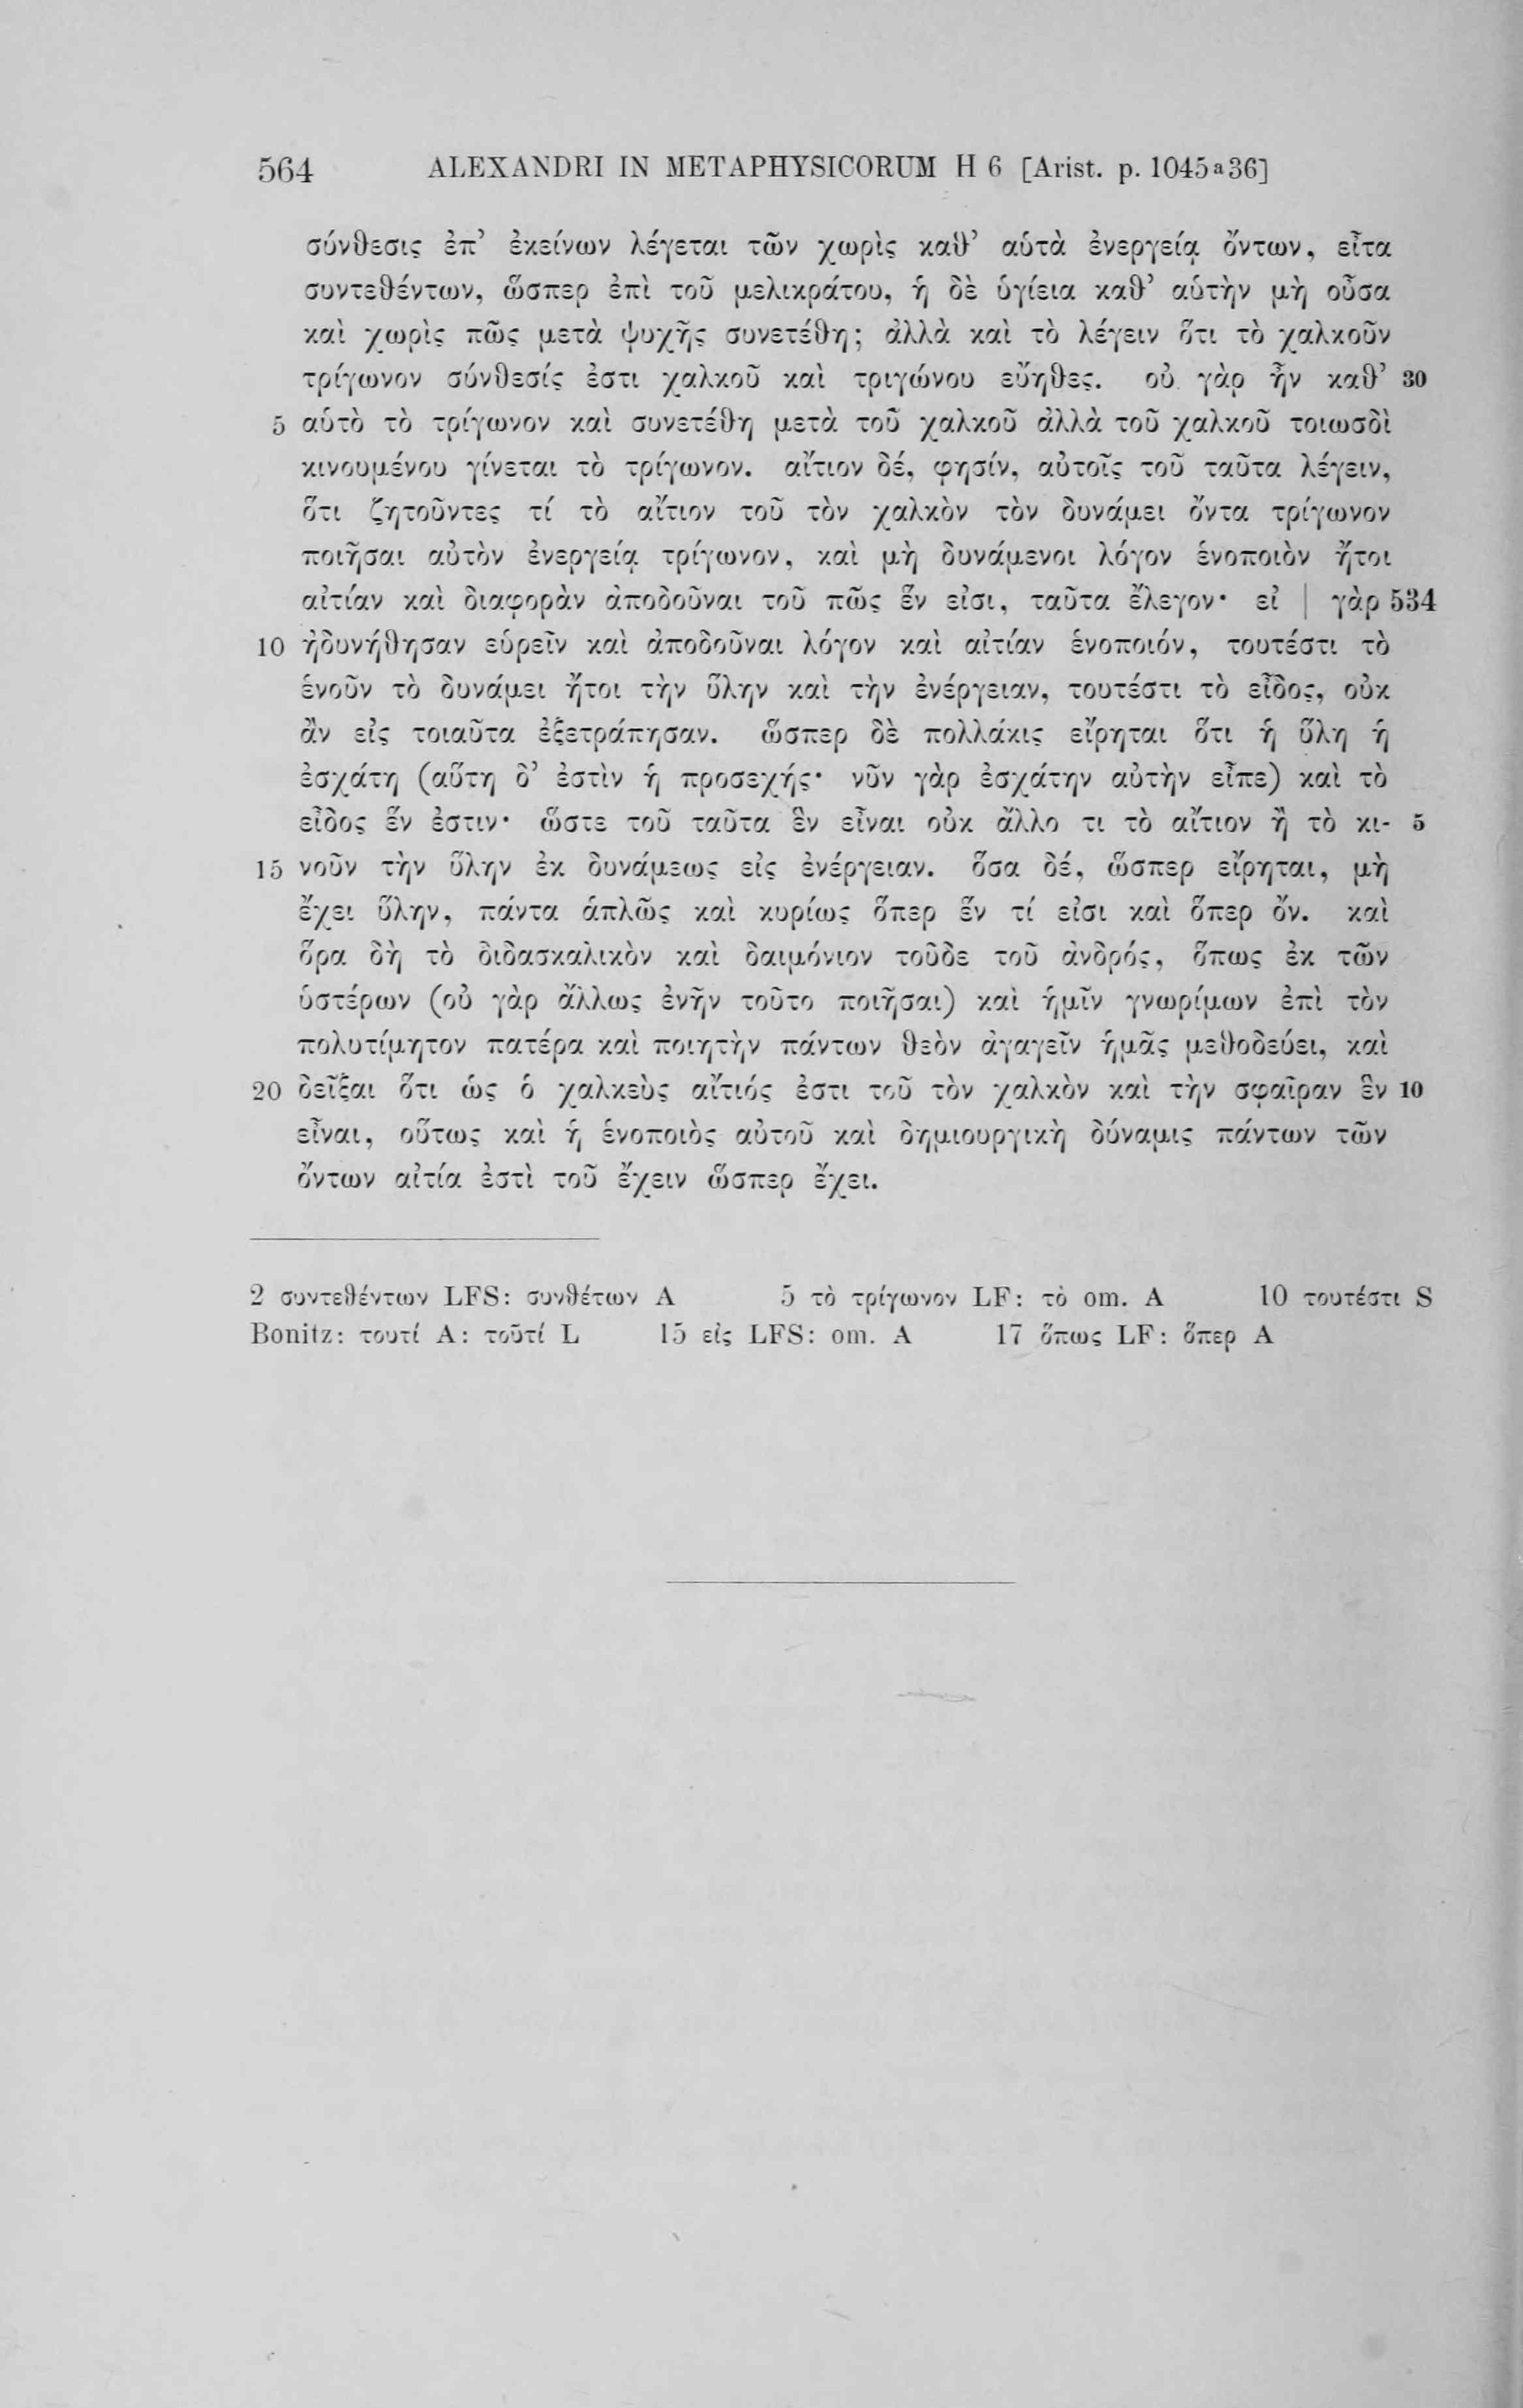 564 ALEXANDRI IN METAPHYSICORUM H 6 [Arist. p. 1045a36]
σύνθεσις ἐπ’ ἐκείνων λέγεται τῶν χωρὶς καθ’ αὑτὰ ἐνεργείᾳ ὄντων, εἶτα
συντεθέντων, ὥσπερ ἐπὶ τοῦ μελικράτου, ἡ δὲ ὑγίεια καθ’ αὑτὴν μὴ οὖσα
καὶ χωρὶς πῶς μετὰ ψυχῆς συνετέθη; ἀλλὰ καὶ τὸ λέγειν ὅτι τὸ χαλκοῦν
τρίγωνον σύνθεσίς ἐστι χαλκοῦ καὶ τριγώνου εὔηθες. οὐ γὰρ ἦν καθ’ 30
5 αὑτὸ τὸ τρίγωνον καὶ συνετέθη μετὰ τοῦ χαλκοῦ ἀλλὰ τοῦ χαλκοῦ τοιωσδὶ
κινουμένου γίνεται τὸ τρίγωνον. αἴτιον δέ, φησίν, αὐτοῖς τοῦ ταῦτα λέγειν,
ὅτι ζητοῦντες τί τὸ αἴτιον τοῦ τὸν χαλκὸν τὸν δυνάμει ὄντα τρίγωνον
ποιῆσαι αὐτὸν ἐνεργείᾳ τρίγωνον, καὶ μὴ δυνάμενοι λόγον ἑνοποιὸν ἤτοι
αἰτίαν καὶ διαφορὰν ἀποδοῦναι τοῦ πῶς ἕν εἰσι, ταῦτα ἔλεγον· εἰ | γὰρ 534
10 ἠδυνήθησαν εὑρεῖν καὶ ἀποδοῦναι λόγον καὶ αἰτίαν ἑνοποιόν, τουτέστι τὸ
ἑνοῦν τὸ δυνάμει ἤτοι τὴν ὕλην καὶ τὴν ἐνέργειαν, τουτέστι τὸ εἶδος, οὐκ
ἂν εἰς τοιαῦτα ἐξετράπησαν. ὥσπερ δὲ πολλάκις εἴρηται ὅτι ἡ ὕλη ἡ
ἐσχάτη (αὕτη δ’ ἐστὶν ἡ προσεχής· νῦν γὰρ ἐσχάτην αὐτὴν εἶπε) καὶ τὸ
εἶδος ἕν ἐστιν· ὥστε τοῦ ταῦτα ἓν εἶναι οὐκ ἄλλο τι τὸ αἴτιον ἢ τὸ κι- 5
15 νοῦν τὴν ὕλην ἐκ δυνάμεως εἰς ἐνέργειαν. ὅσα δέ, ὥσπερ εἴρηται, μὴ
ἔχει ὕλην, πάντα ἁπλῶς καὶ κυρίως ὅπερ ἕν τί εἰσι καὶ ὅπερ ὄν. καὶ
ὅρα δὴ τὸ διδασκαλικὸν καὶ δαιμόνιον τοῦδε τοῦ ἀνδρός, ὅπως ἐκ τῶν
ὑστέρων (οὐ γὰρ ἄλλως ἐνῆν τοῦτο ποιῆσαι) καὶ ἡμῖν γνωρίμων ἐπὶ τὸν
πολυτίμητον πατέρα καὶ ποιητὴν πάντων θεὸν ἀγαγεῖν ἡμᾶς μεθοδεύει, καὶ
20 δεῖξαι ὅτι ὡς ὁ χαλκεὺς αἴτιός ἐστι τοῦ τὸν χαλκὸν καὶ τὴν σφαῖραν ἓν 10
εἶναι, οὕτως καὶ ἡ ἑνοποιὸς αὐτοῦ καὶ δημιουργικὴ δύναμις πάντων τῶν
ὄντων αἰτία ἐστὶ τοῦ ἔχειν ὥσπερ ἔχει.
2 συντεθέντων LFS: συνθέτων A 5 τὸ τρίγωνον LF: τὸ om. A 10 τουτέστι S
Bonitz: τουτί A: τοῦτί L 15 εἰς LFS: om. A 17 ὅπως LF: ὅπερ A